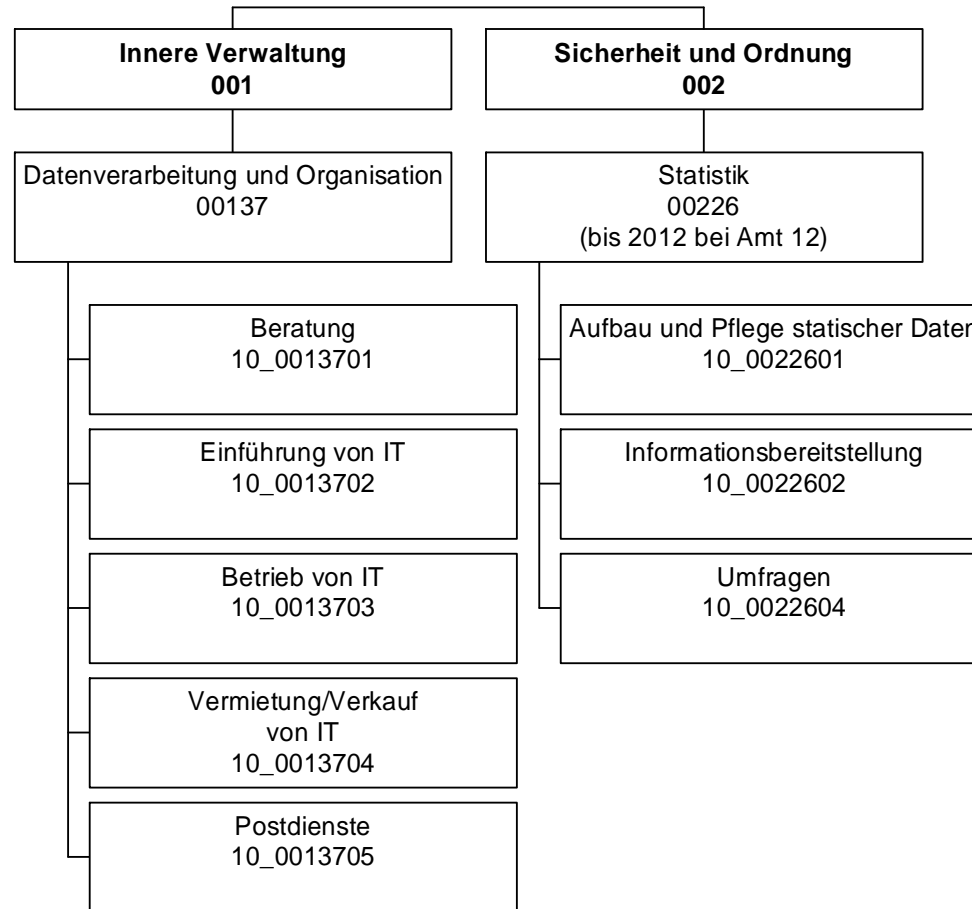 Innere Verwaltung
001
Sicherheit und Ordnung
002
Datenverarbeitung und Organisation
00137
Statistik
00226
(bis 2012 bei Amt 12)
Beratung
10_0013701
Einführung von IT
10_0013702
Betrieb von IT
10_0013703
Vermietung/Verkauf
von IT
10_0013704
Postdienste
10_0013705
Aufbau und Pflege statischer Daten
10_0022601
Informationsbereitstellung
10_0022602
Umfragen
10_0022604